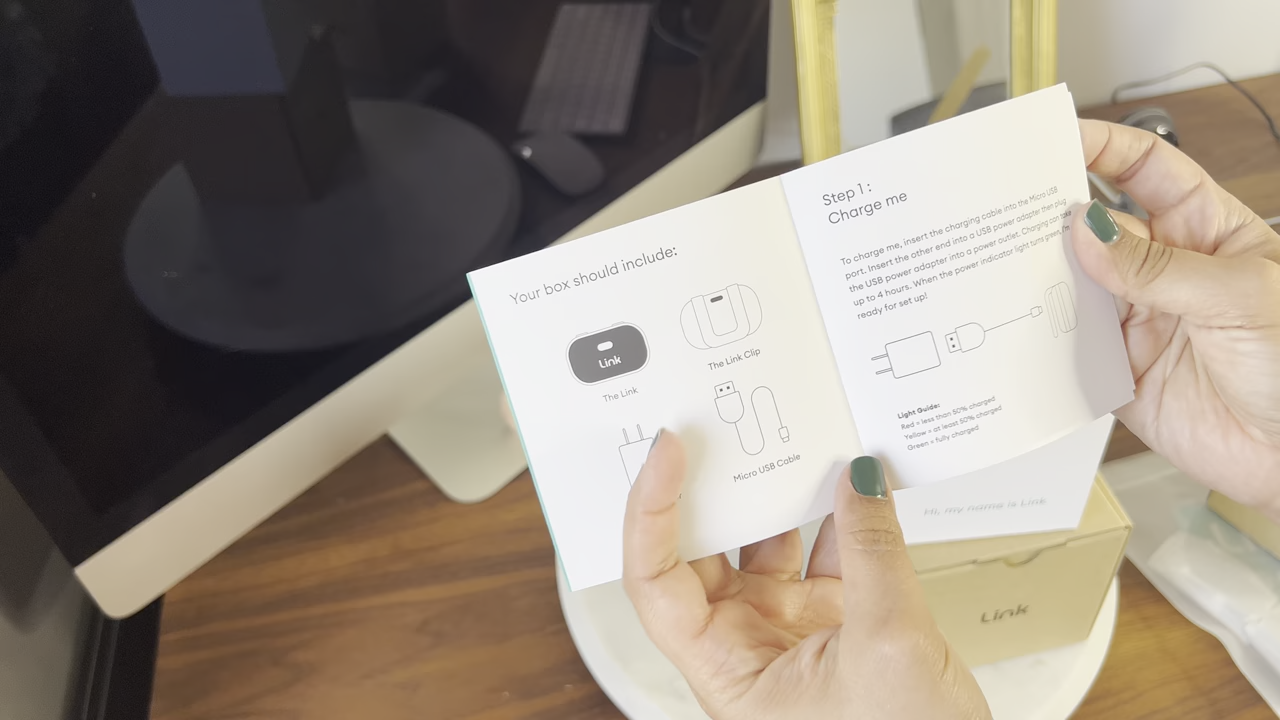 Your box should include:
Link
The Link
The Link Clip
Micro USB Cable
Step 1:
Charge me
To charge me, insert the charging cable into the Micro USB
port. Insert the other end into a USB power adapter then plug
the USB power adapter into a power outlet. Charging can take
up to 4 hours. When the power indicator light turns green, I'm
ready for set up!
Light Guide:
Red = less than 50% charged
Yellow = at least 50% charged
Green = fully charged
Hi, my name is Link
Link